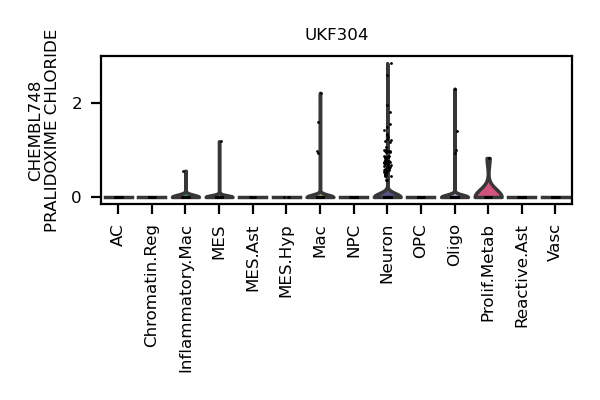 UKF304
CHEMBL748
PRALIDOXIME CHLORIDE
2
0
AC
Chromatin.Reg
Inflammatory.Mac
MES
MES.Ast
MES.Hyp
Mac
NPC
Neuron
OPC
Oligo
Prolif.Metab
Reactive.Ast
Vasc